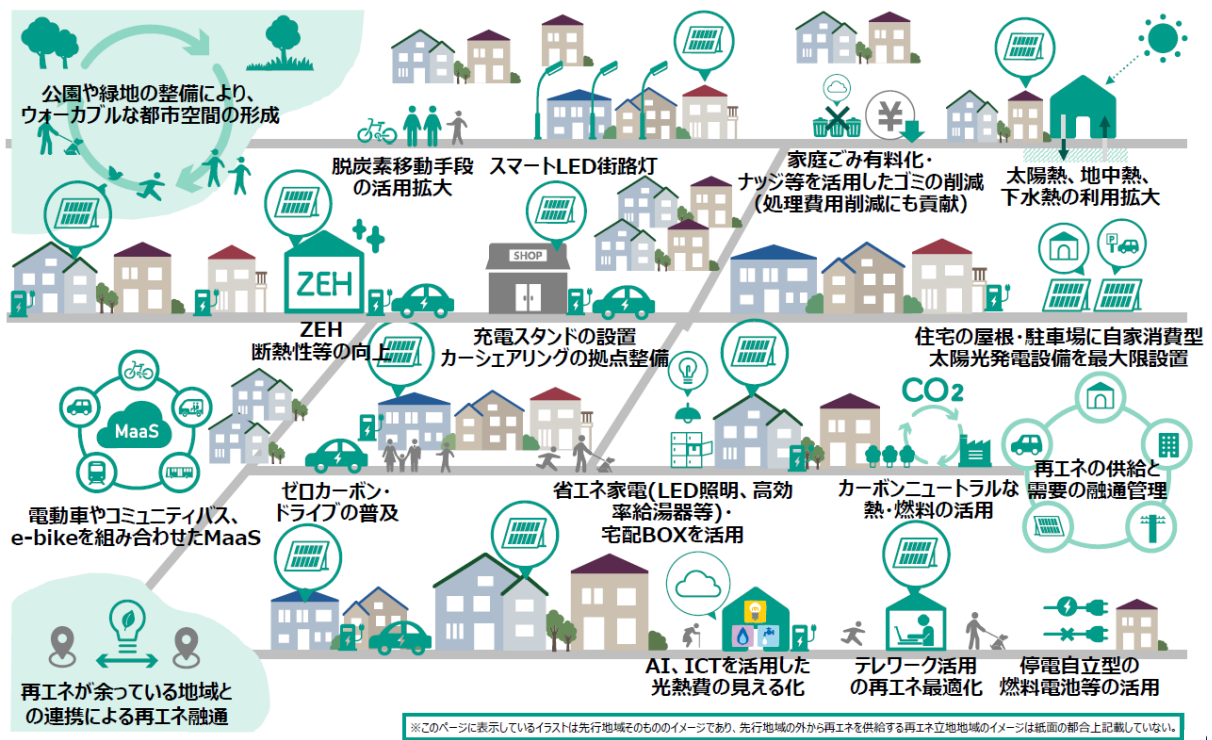 公園や緑地の整備により、
ウォーカブルな都市空間の形成
脱炭素移動手段
の活用拡大
スマートLED街路灯
¥
家庭ごみ有料化・
ナッジ等を活用したゴミの削減
(処理費用削減にも貢献)
太陽熱、地中熱、
下水熱の利用拡大
ZEH
ZEH
断熱性等の向上
SHOP
充電スタンドの設置
カーシェアリングの拠点整備
P
住宅の屋根・駐車場に自家消費型
太陽光発電設備を最大限設置
MaaS
電動車やコミュニティバス、
e-bikeを組み合わせたMaaS
ゼロカーボン・
ドライブの普及
省エネ家電(LED照明、高効
率給湯器等)・
宅配BOXを活用
CO2
カーボンニュートラルな
熱・燃料の活用
再エネの供給と
需要の融通管理
再エネが余っている地域と
の連携による再エネ融通
AI、ICTを活用した
光熱費の見える化
テレワーク活用
の再エネ最適化
停電自立型の
燃料電池等の活用
※このページに表示しているイラストは先行地域そのもののイメージであり、先行地域の外から再エネを供給する再エネ立地地域のイメージは紙面の都合上記載していない。